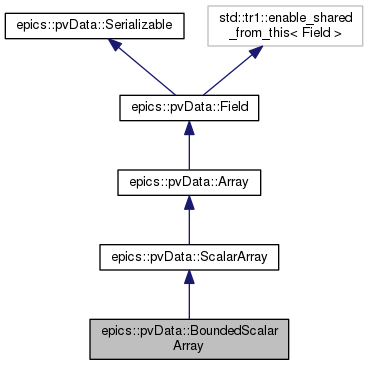 epics::pvData::Serializable
std::tr1::enable_shared
_from_this< Field >
epics::pvData::Field
epics::pvData::Array
epics::pvData::ScalarArray
epics::pvData::BoundedScalar
Array